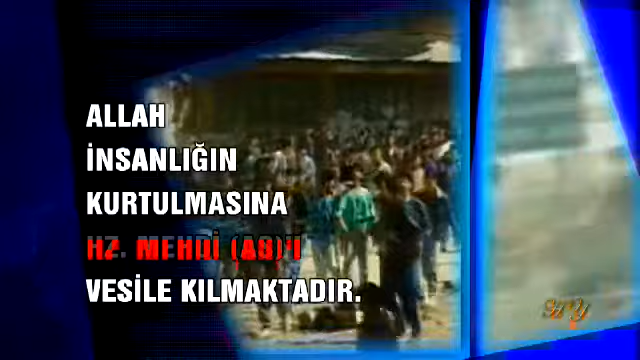 ALLAH
İNSANLIĞIN
KURTULMASINA
HZ. MEHDİ (AS)'I
VESİLE KILMAKTADIR.